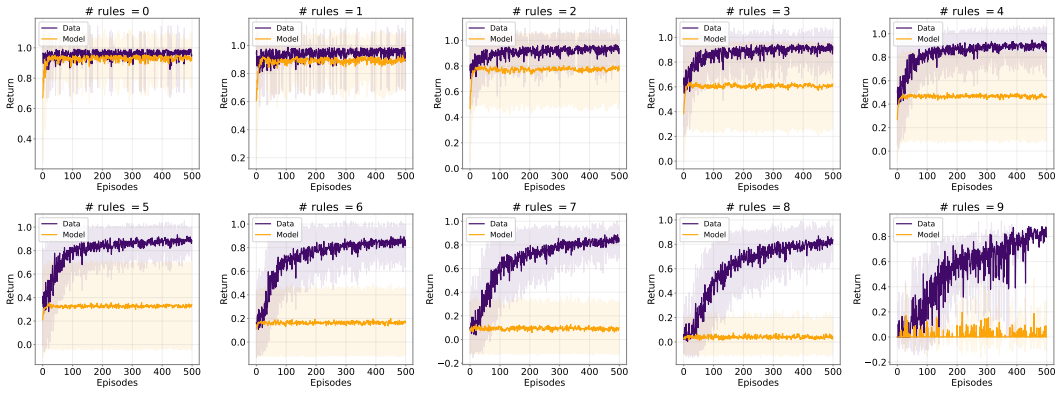 # rules =0
Return
1.0
0.8
0.6
0.4
Data
Model
0 100 200 300 400 500
Episodes
# rules =1
Return
1.0
0.8
0.6
0.4
0.2
Data
Model
0 100 200 300 400 500
Episodes
# rules =2
Return
1.0
0.8
0.6
0.4
0.2
0.0
Data
Model
0 100 200 300 400 500
Episodes
# rules =3
Return
1.0
0.8
0.6
0.4
0.2
0.0
Data
Model
0 100 200 300 400 500
Episodes
# rules =4
Return
1.0
0.8
0.6
0.4
0.2
0.0
Data
Model
0 100 200 300 400 500
Episodes
# rules =5
Return
1.0
0.8
0.6
0.4
0.2
0.0
Data
Model
0 100 200 300 400 500
Episodes
# rules =6
Return
1.0
0.8
0.6
0.4
0.2
0.0
Data
Model
0 100 200 300 400 500
Episodes
# rules =7
Return
1.0
0.8
0.6
0.4
0.2
0.0
−0.2
Data
Model
0 100 200 300 400 500
Episodes
# rules =8
Return
1.0
0.8
0.6
0.4
0.2
0.0
Data
Model
0 100 200 300 400 500
Episodes
# rules =9
Return
0.8
0.6
0.4
0.2
0.0
−0.2
Data
Model
0 100 200 300 400 500
Episodes